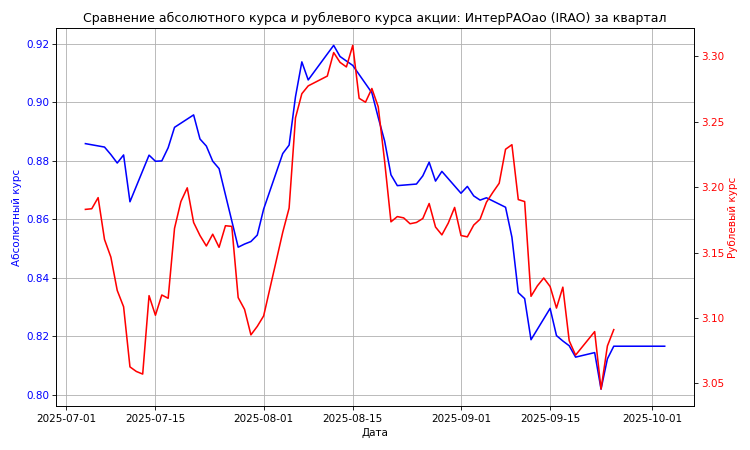 Сравнение абсолютного курса и рублевого курса акции: ИнтерРАОао (IRAO) за квартал
0.92
0.90
0.88
0.86
0.84
0.82
0.80
Абсолютный курс
3.30
3.25
3.20
3.15
3.10
3.05
Рублевый курс
2025-07-01 2025-07-15 2025-08-01 2025-08-15 2025-09-01 2025-09-15 2025-10-01
Дата